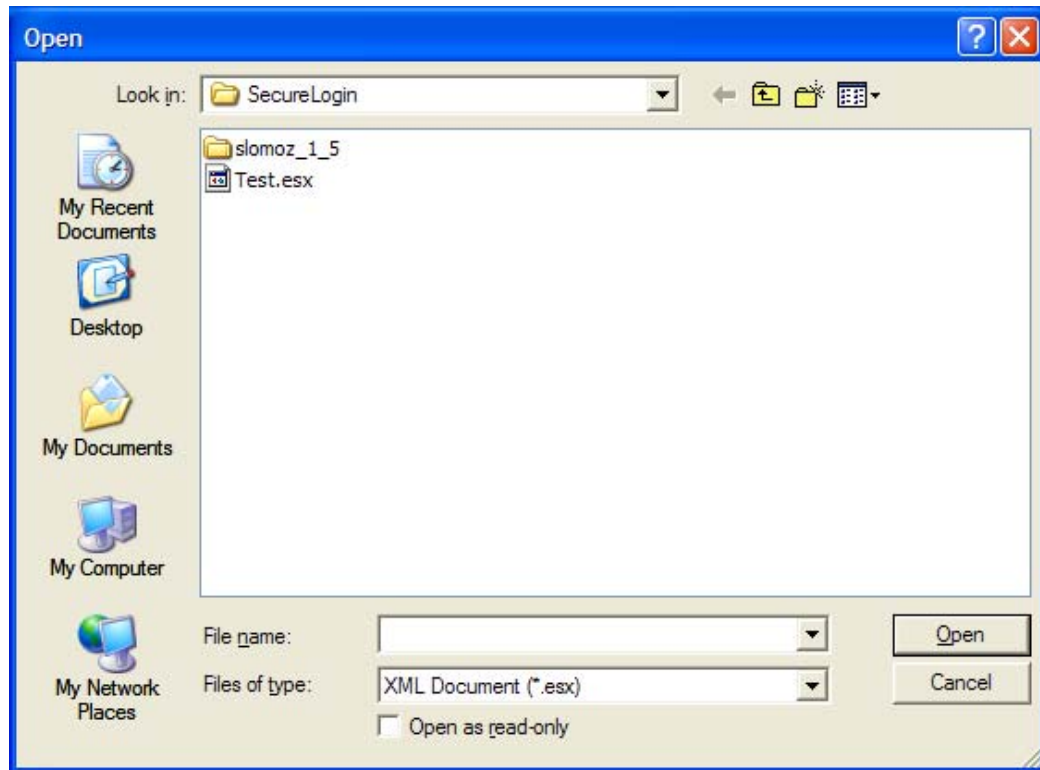 Open
Look in: SecureLogin
slomoz_1_5
Test.esx
My Recent
Documents
Desktop
My Documents
My Computer
My Network
Places
File name:
Open
Files of type: XML Document (*.esx)
Cancel
Open as read-only